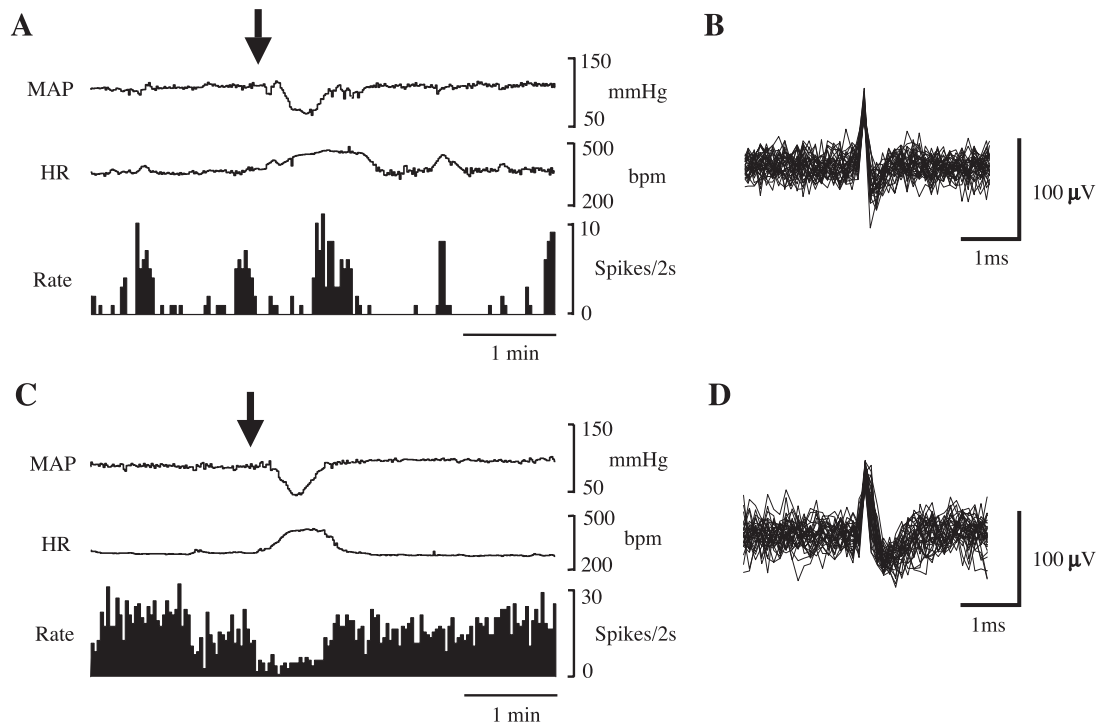 A
MAP
150
mmHg
50
HR
500
bpm
200
Rate
10
Spikes/2s
0
1 min
B
100 μV
1ms
C
MAP
150
mmHg
50
HR
500
bpm
200
Rate
30
Spikes/2s
0
1 min
D
100 μV
1ms